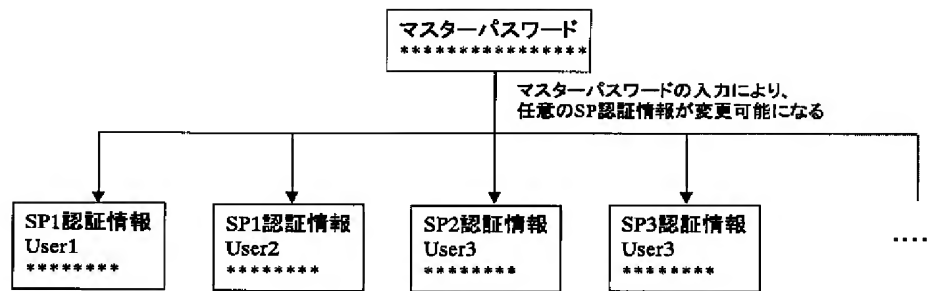 マスターパスワード
****************
マスターパスワードの入力により、
任意のSP認証情報が変更可能になる
SP1認証情報
User1
********
SP1認証情報
User2
********
SP2認証情報
User3
********
SP3認証情報
User3
********
....